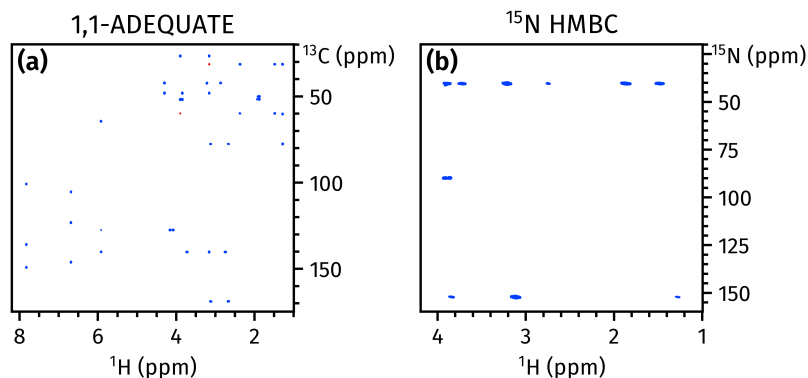 1,1-ADEQUATE
(a)
¹³C (ppm)
50
100
150
8
6
4
2
¹H (ppm)
¹⁵N HMBC
(b)
¹⁵N (ppm)
50
75
100
125
150
4
3
2
1
¹H (ppm)